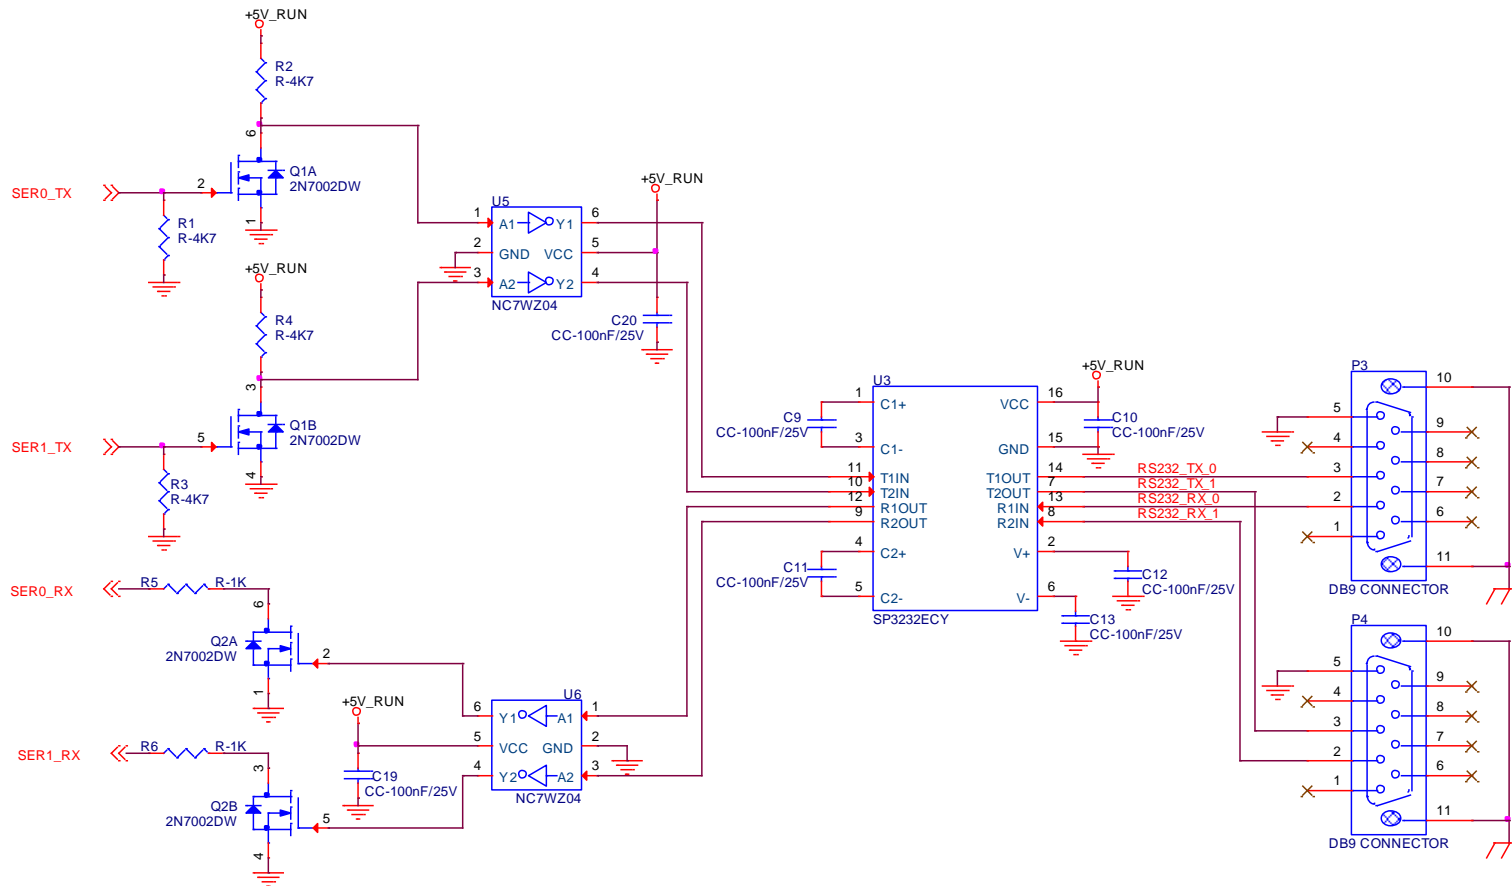 +5V_RUN
R2
R-4K7
6
Q1A
2N7002DW
SER0_TX
2
1
R1
R-4K7
+5V_RUN
R4
R-4K7
3
Q1B
2N7002DW
SER1_TX
5
4
R3
R-4K7
U5
1 A1 Y1 6
2 GND VCC 5
3 A2 Y2 4
NC7WZ04
+5V_RUN
C20
CC-100nF/25V
U3
1 C1+ VCC 16
3 C1- GND 15
11 T1IN T1OUT 14
10 T2IN T2OUT 7
12 R1OUT R1IN 13
9 R2OUT R2IN 8
4 C2+ V+ 2
5 C2- V- 6
SP3232ECY
C9
CC-100nF/25V
C11
CC-100nF/25V
+5V_RUN
C10
CC-100nF/25V
RS232_TX_0
RS232_TX_1
RS232_RX_0
RS232_RX_1
C12
CC-100nF/25V
C13
CC-100nF/25V
P3
10
5
9
4
8
3
7
2
6
1
11
DB9 CONNECTOR
P4
10
5
9
4
8
3
7
2
6
1
11
DB9 CONNECTOR
SER0_RX
R5 R-1K
6
Q2A
2N7002DW
2
1
SER1_RX
R6 R-1K
3
Q2B
2N7002DW
5
4
+5V_RUN
C19
CC-100nF/25V
U6
6 Y1 A1 1
5 VCC GND 2
4 Y2 A2 3
NC7WZ04